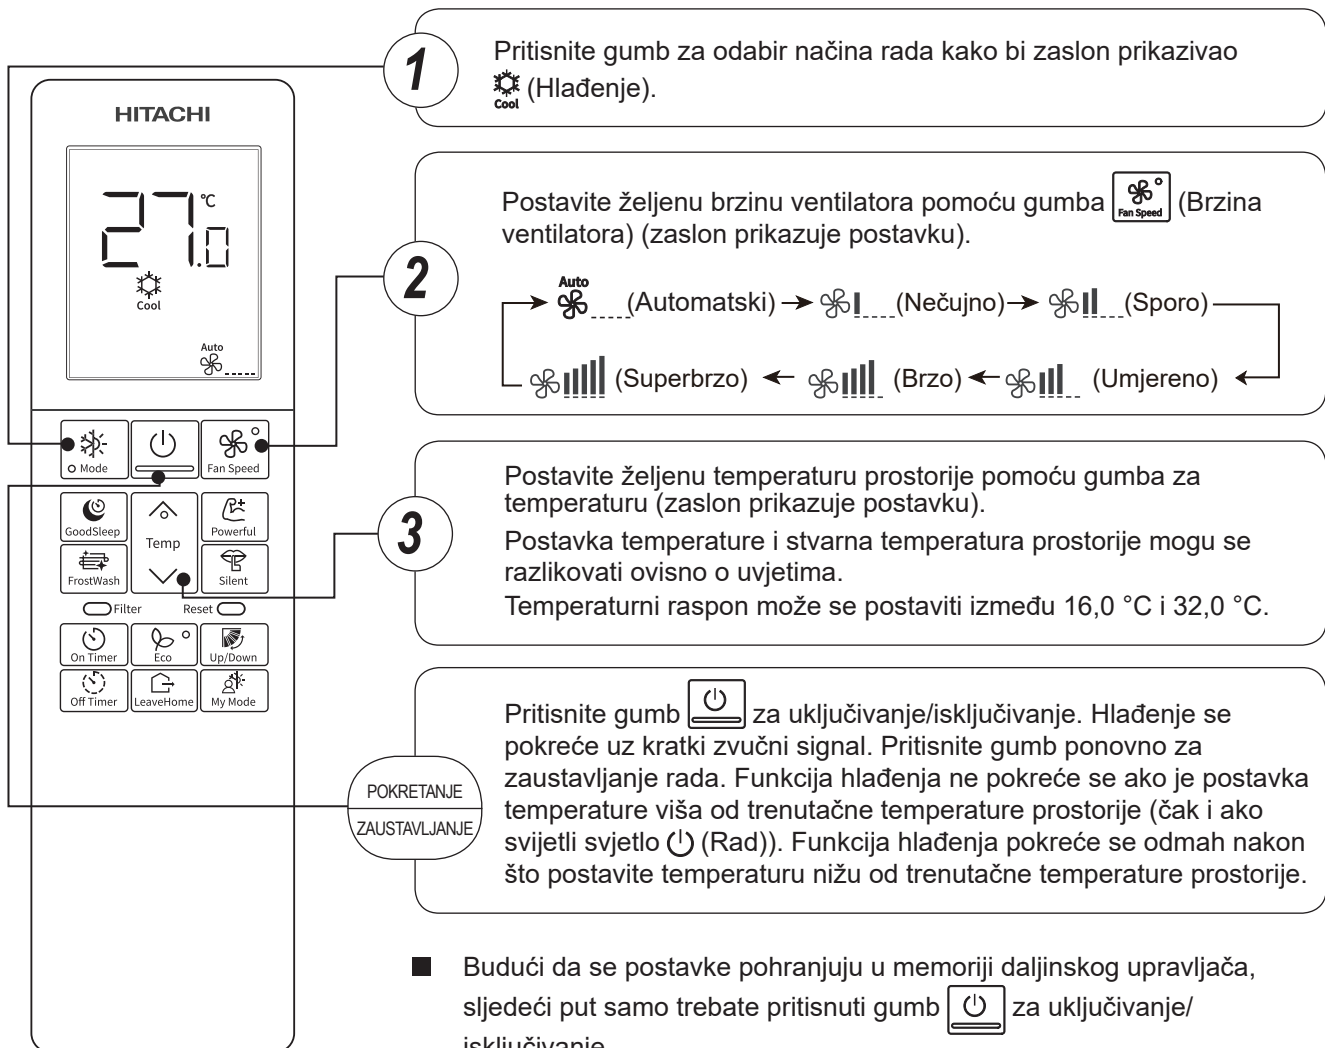 HITACHI
27.0 °C
Cool
Auto
Mode
Fan Speed
GoodSleep
Temp
Powerful
FrostWash
Silent
Filter
Reset
On Timer
Eco
Up/Down
Off Timer
LeaveHome
My Mode
1
Pritisnite gumb za odabir načina rada kako bi zaslon prikazivao
Cool (Hlađenje).
2
Postavite željenu brzinu ventilatora pomoću gumba Fan Speed (Brzina
ventilatora) (zaslon prikazuje postavku).
Auto (Automatski) → (Nečujno) → (Sporo)
(Superbrzo) ← (Brzo) ← (Umjereno) ←
3
Postavite željenu temperaturu prostorije pomoću gumba za
temperaturu (zaslon prikazuje postavku).
Postavka temperature i stvarna temperatura prostorije mogu se
razlikovati ovisno o uvjetima.
Temperaturni raspon može se postaviti između 16,0 °C i 32,0 °C.
POKRETANJE
ZAUSTAVLJANJE
Pritisnite gumb za uključivanje/isključivanje. Hlađenje se
pokreće uz kratki zvučni signal. Pritisnite gumb ponovno za
zaustavljanje rada. Funkcija hlađenja ne pokreće se ako je postavka
temperature viša od trenutačne temperature prostorije (čak i ako
svijetli svjetlo (Rad)). Funkcija hlađenja pokreće se odmah nakon
što postavite temperaturu nižu od trenutačne temperature prostorije.
■ Budući da se postavke pohranjuju u memoriji daljinskog upravljača,
sljedeći put samo trebate pritisnuti gumb za uključivanje/
isključivanje.